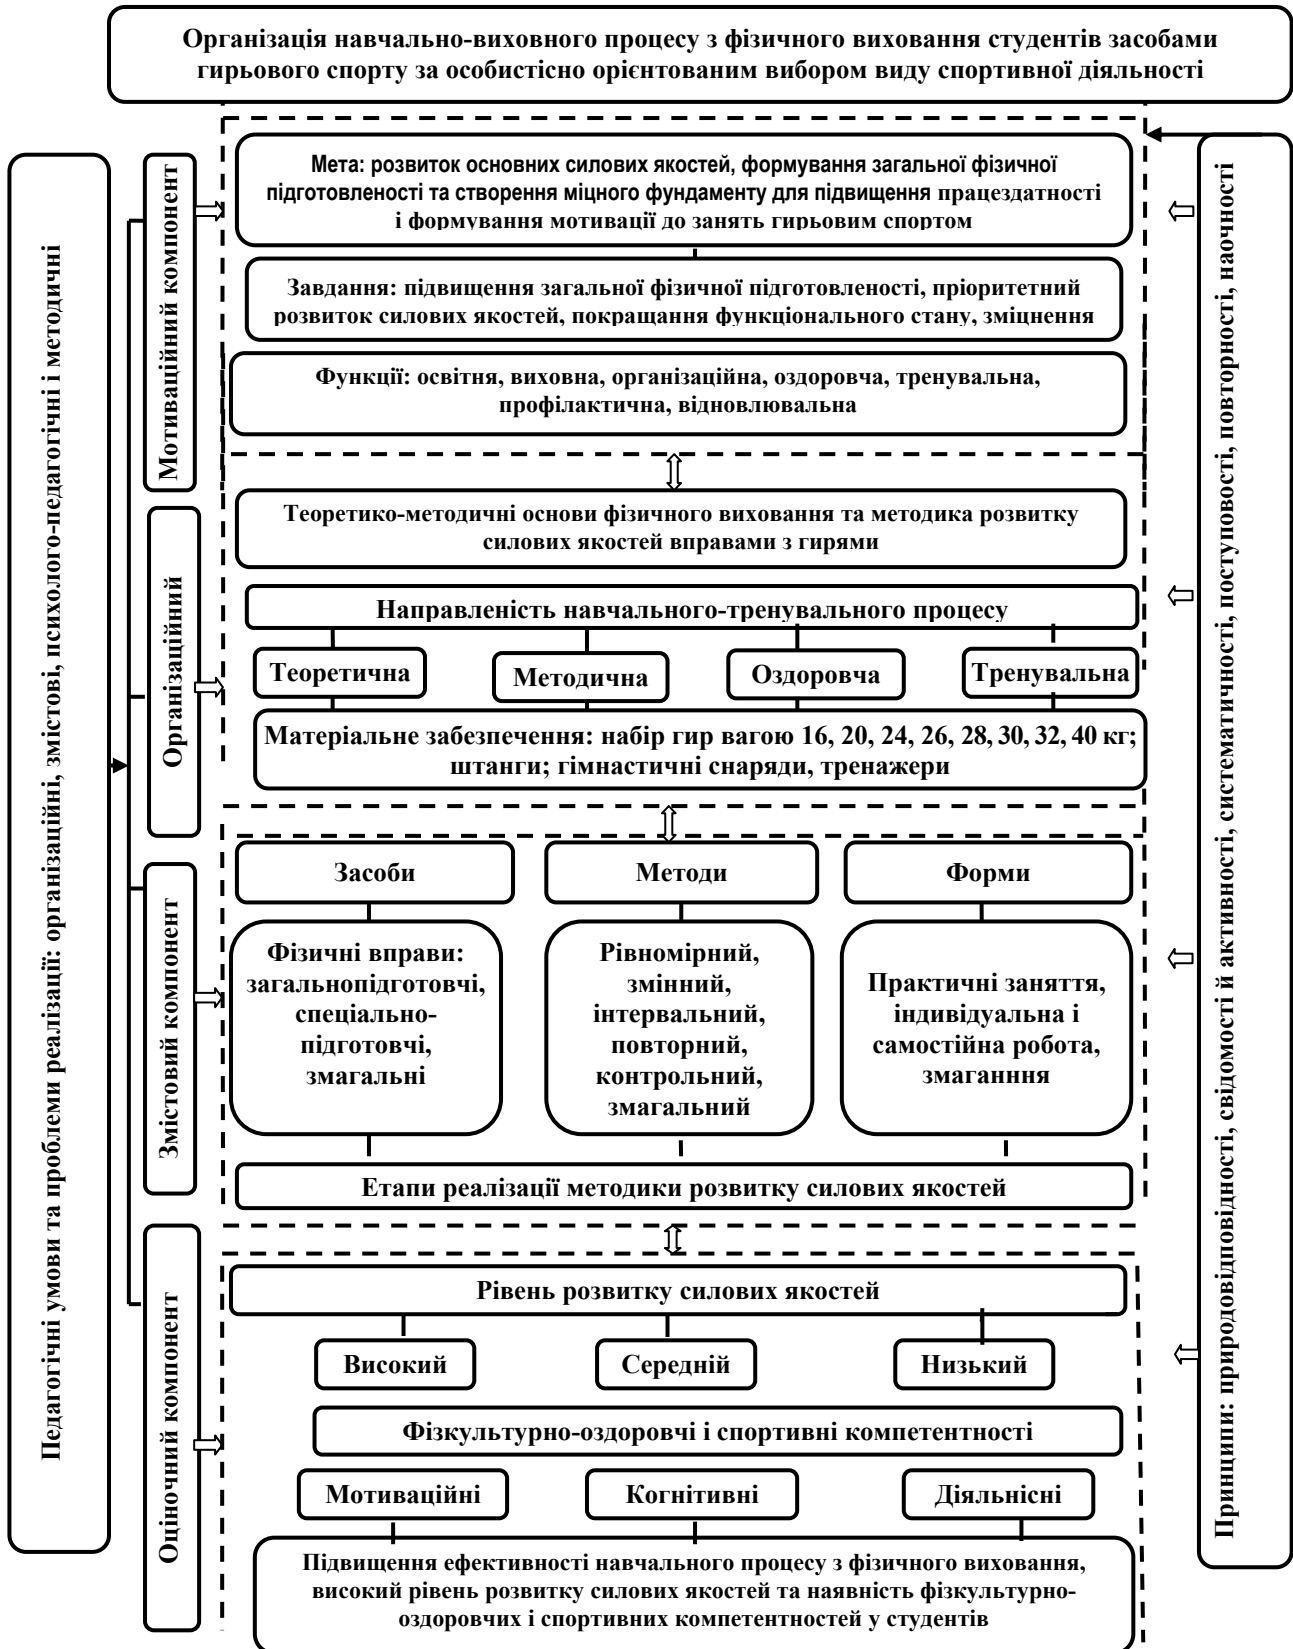 Організація навчально-виховного процесу з фізичного виховання студентів засобами
гирьового спорту за особистісно орієнтованим вибором виду спортивної діяльності
Педагогічні умови та проблеми реалізації: організаційні, змістові, психолого-педагогічні і методичні
Мотиваційний компонент
Мета: розвиток основних силових якостей, формування загальної фізичної
підготовленості та створення міцного фундаменту для підвищення працездатності
і формування мотивації до занять гирьовим спортом
Завдання: підвищення загальної фізичної підготовленості, пріоритетний
розвиток силових якостей, покращання функціонального стану, зміцнення
Функції: освітня, виховна, організаційна, оздоровча, тренувальна,
профілактична, відновлювальна
Організаційний
Теоретико-методичні основи фізичного виховання та методика розвитку
силових якостей вправами з гирями
Направленість навчального-тренувального процесу
Теоретична
Методична
Оздоровча
Тренувальна
Матеріальне забезпечення: набір гир вагою 16, 20, 24, 26, 28, 30, 32, 40 кг;
штанги; гімнастичні снаряди, тренажери
Змістовий компонент
Засоби
Методи
Форми
Фізичні вправи:
загальнопідготовчі,
спеціально-
підготовчі,
змагальні
Рівномірний,
змінний,
інтервальний,
повторний,
контрольний,
змагальний
Практичні заняття,
індивідуальна і
самостійна робота,
змаганння
Етапи реалізації методики розвитку силових якостей
Оціночний компонент
Рівень розвитку силових якостей
Високий
Середній
Низький
Фізкультурно-оздоровчі і спортивні компетентності
Мотиваційні
Когнітивні
Діяльнісні
Підвищення ефективності навчального процесу з фізичного виховання,
високий рівень розвитку силових якостей та наявність фізкультурно-
оздоровчих і спортивних компетентностей у студентів
Принципи: природовідповідності, свідомості й активності, систематичності, поступовості, повторності, наочності